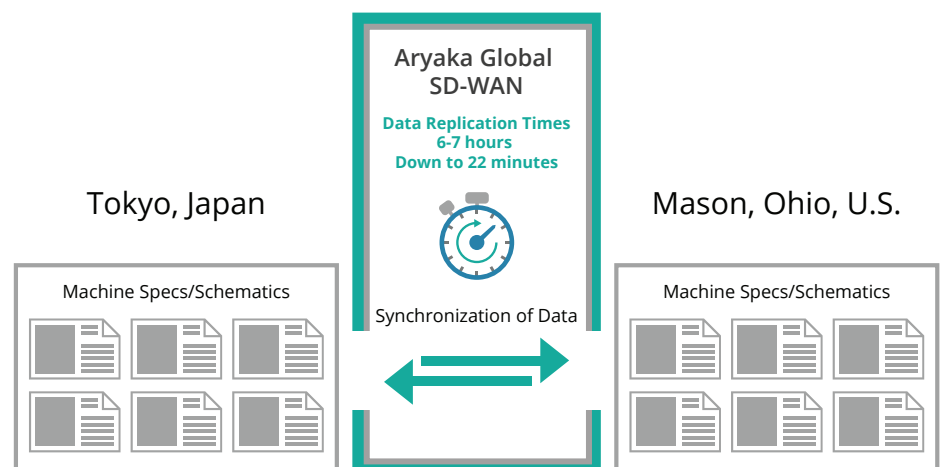 Aryaka Global
SD-WAN
Data Replication Times
6-7 hours
Down to 22 minutes
Tokyo, Japan
Mason, Ohio, U.S.
Machine Specs/Schematics
Synchronization of Data
Machine Specs/Schematics